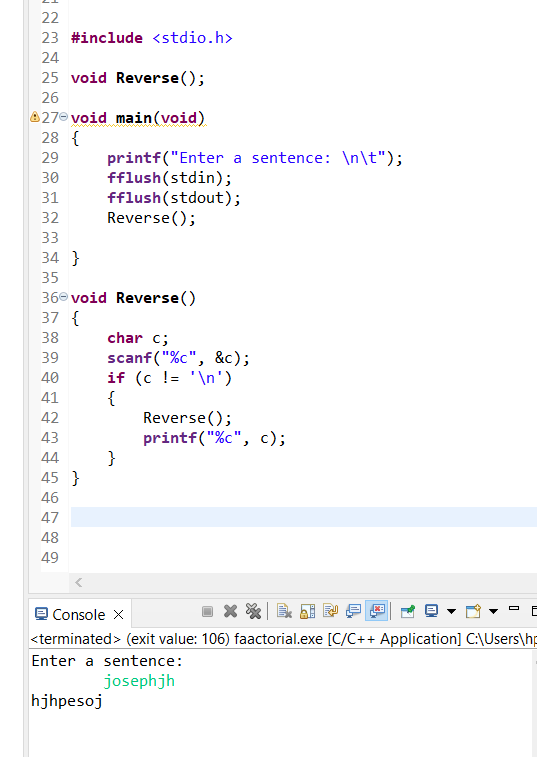 21
22
23 #include <stdio.h>
24
25 void Reverse();
26
27 void main(void)
28 {
29     printf("Enter a sentence: \n\t");
30     fflush(stdin);
31     fflush(stdout);
32     Reverse();
33
34 }
35
36 void Reverse()
37 {
38     char c;
39     scanf("%c", &c);
40     if (c != '\n')
41     {
42         Reverse();
43         printf("%c", c);
44     }
45 }
46
47
48
49
Console
<terminated> (exit value: 106) faactorial.exe [C/C++ Application] C:\Users\hp
Enter a sentence:
        josephjh
hjhpesoj